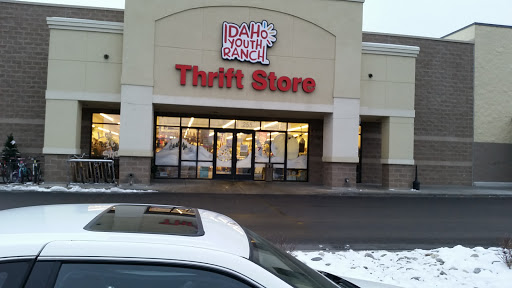 IDAHO
YOUTH
RANCH
Thrift Store